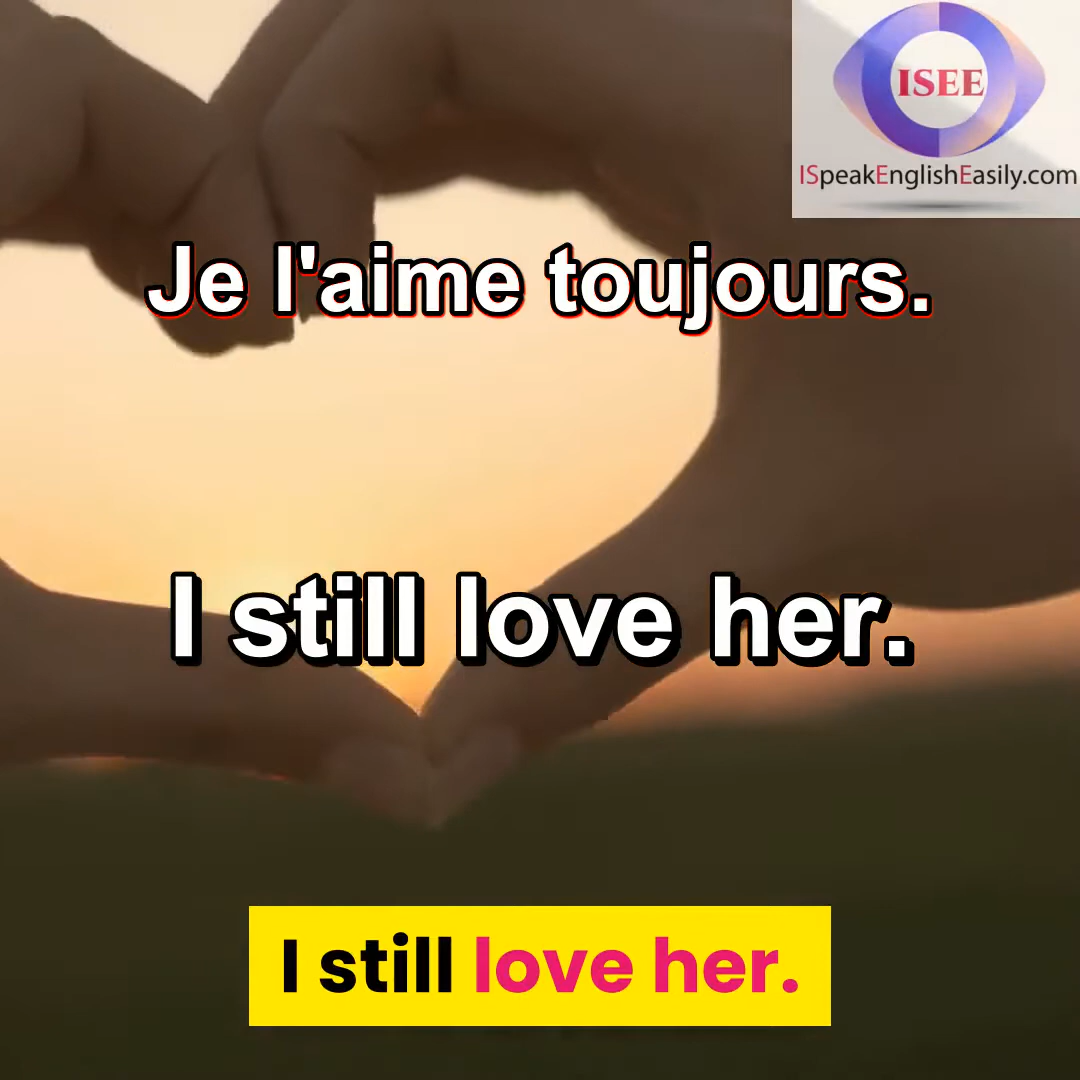 ISEE
ISpeakEnglishEasily.com
Je l'aime toujours.
I still love her.
I still love her.